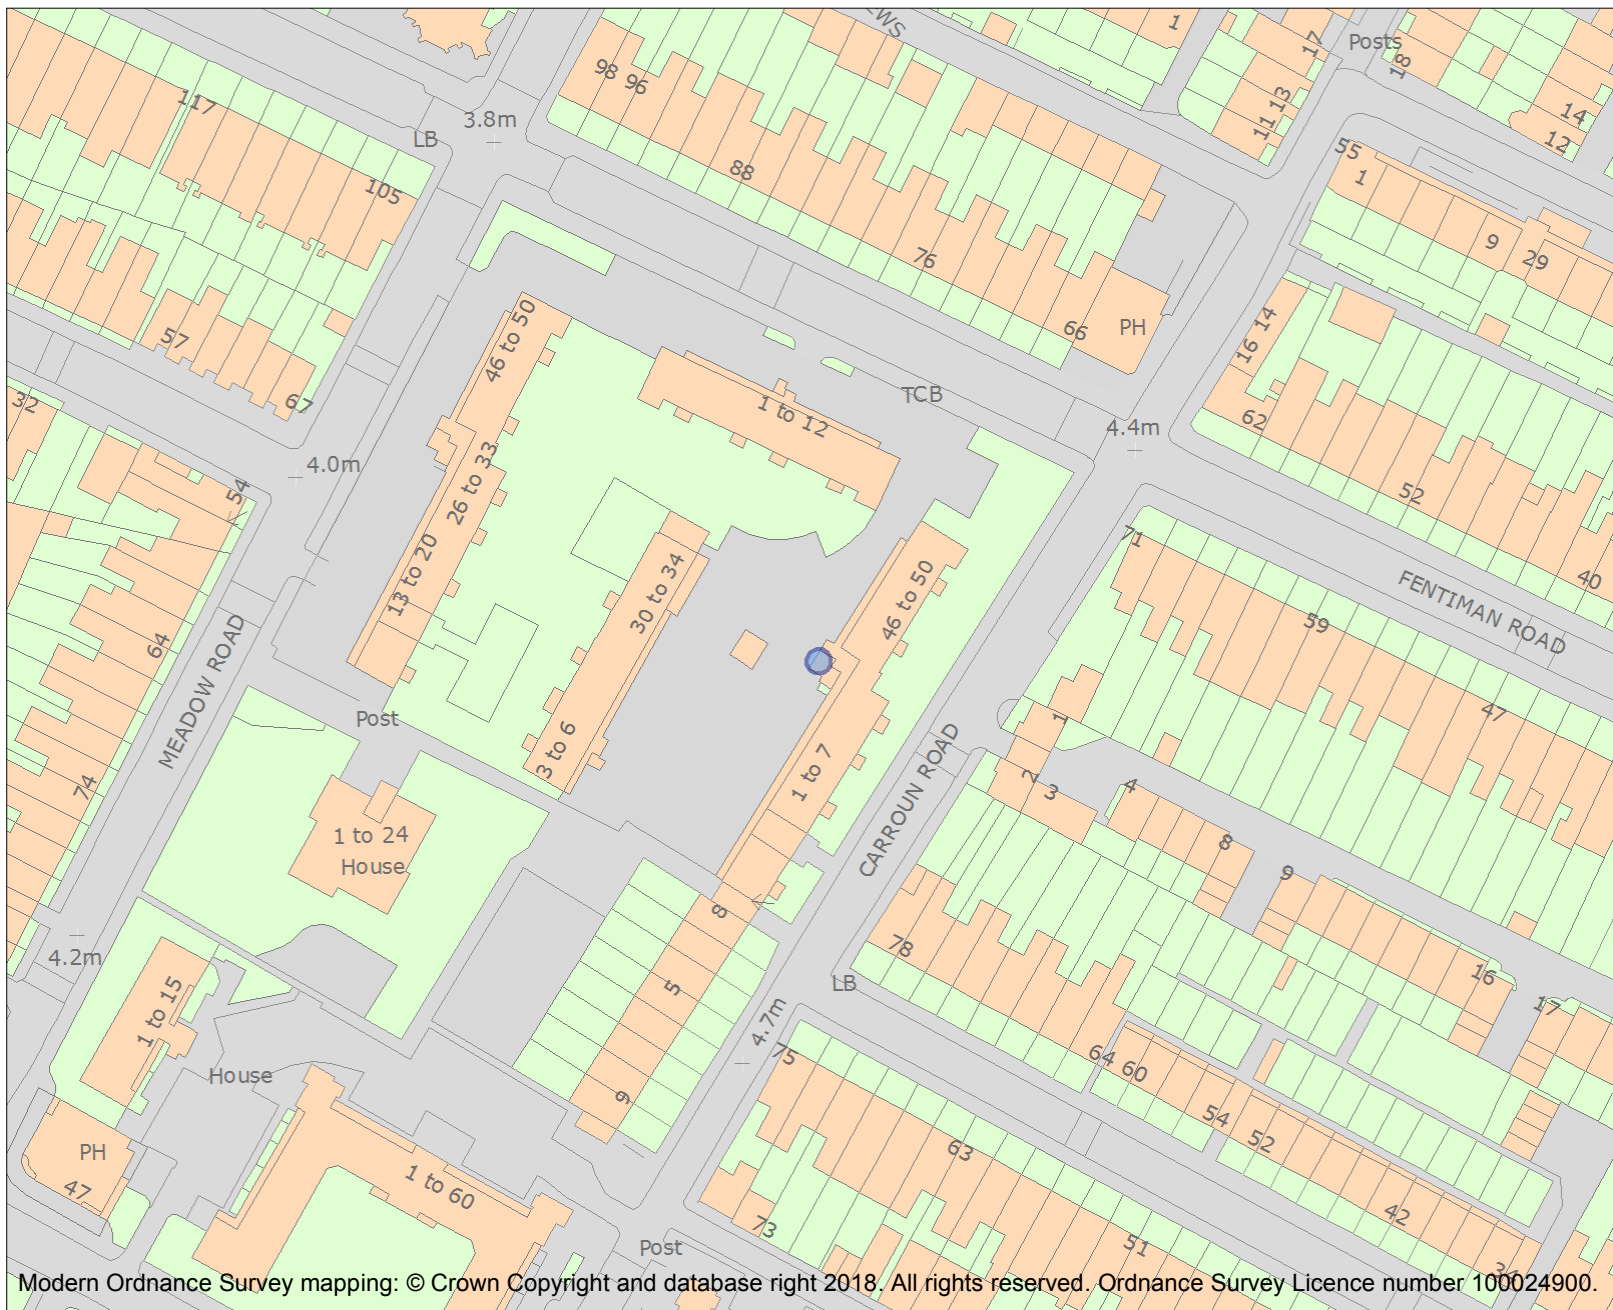 EWS
1
17
Posts
18
98 96
117
3.8m
LB
11 13
14
12
88
105
55
1
76
9
29
57
46 to 50
66
PH
16 14
32
67
1 to 12
TCB
62
4.4m
4.0m
54
26 to 33
52
71
13 to 20
30 to 34
46 to 50
40
FENTIMAN ROAD
64
59
MEADOW ROAD
Post
1
47
3 to 6
1 to 7
CARROUN ROAD
2
3
4
74
1 to 24
House
8
9
8
78
4.2m
16
LB
5
1 to 15
4.7m
17
75
64 60
House
9
54
52
63
PH
47
1 to 60
73
42
51
Post
34
Modern Ordnance Survey mapping: © Crown Copyright and database right 2018. All rights reserved. Ordnance Survey Licence number 100024900.